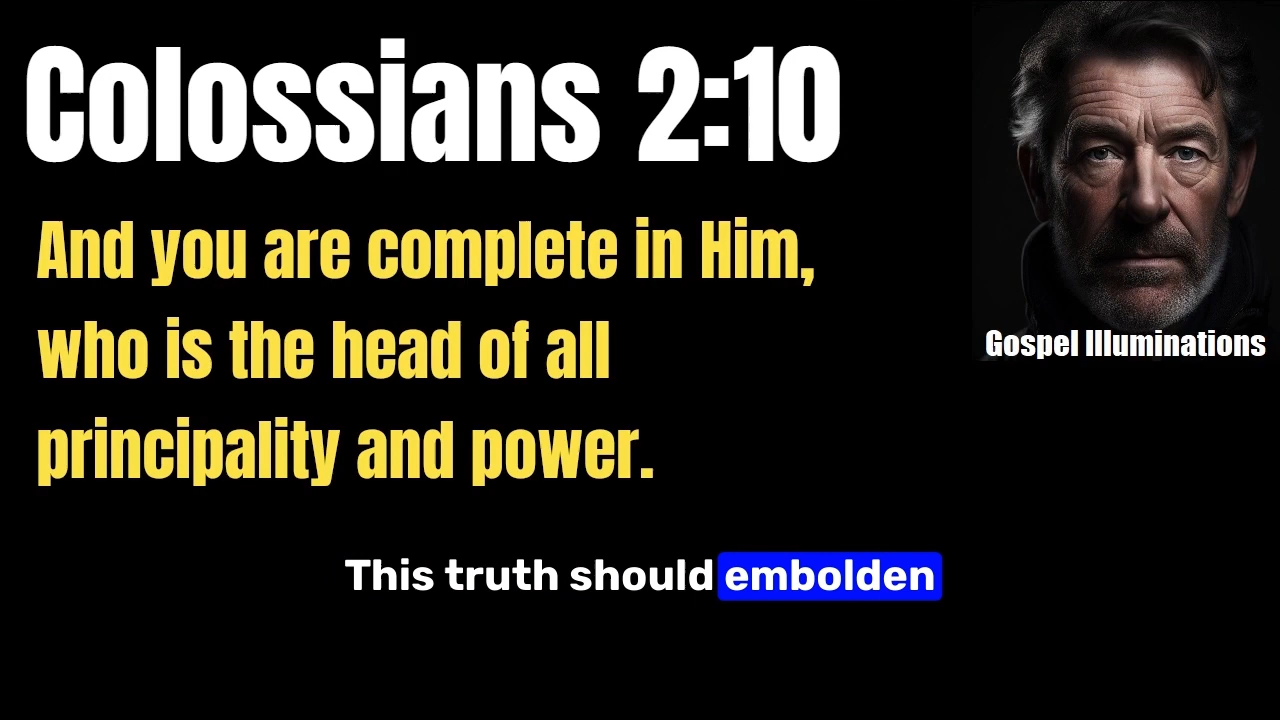 Colossians 2:10
And you are complete in Him,
who is the head of all
principality and power.
Gospel Illuminations
This truth should embolden